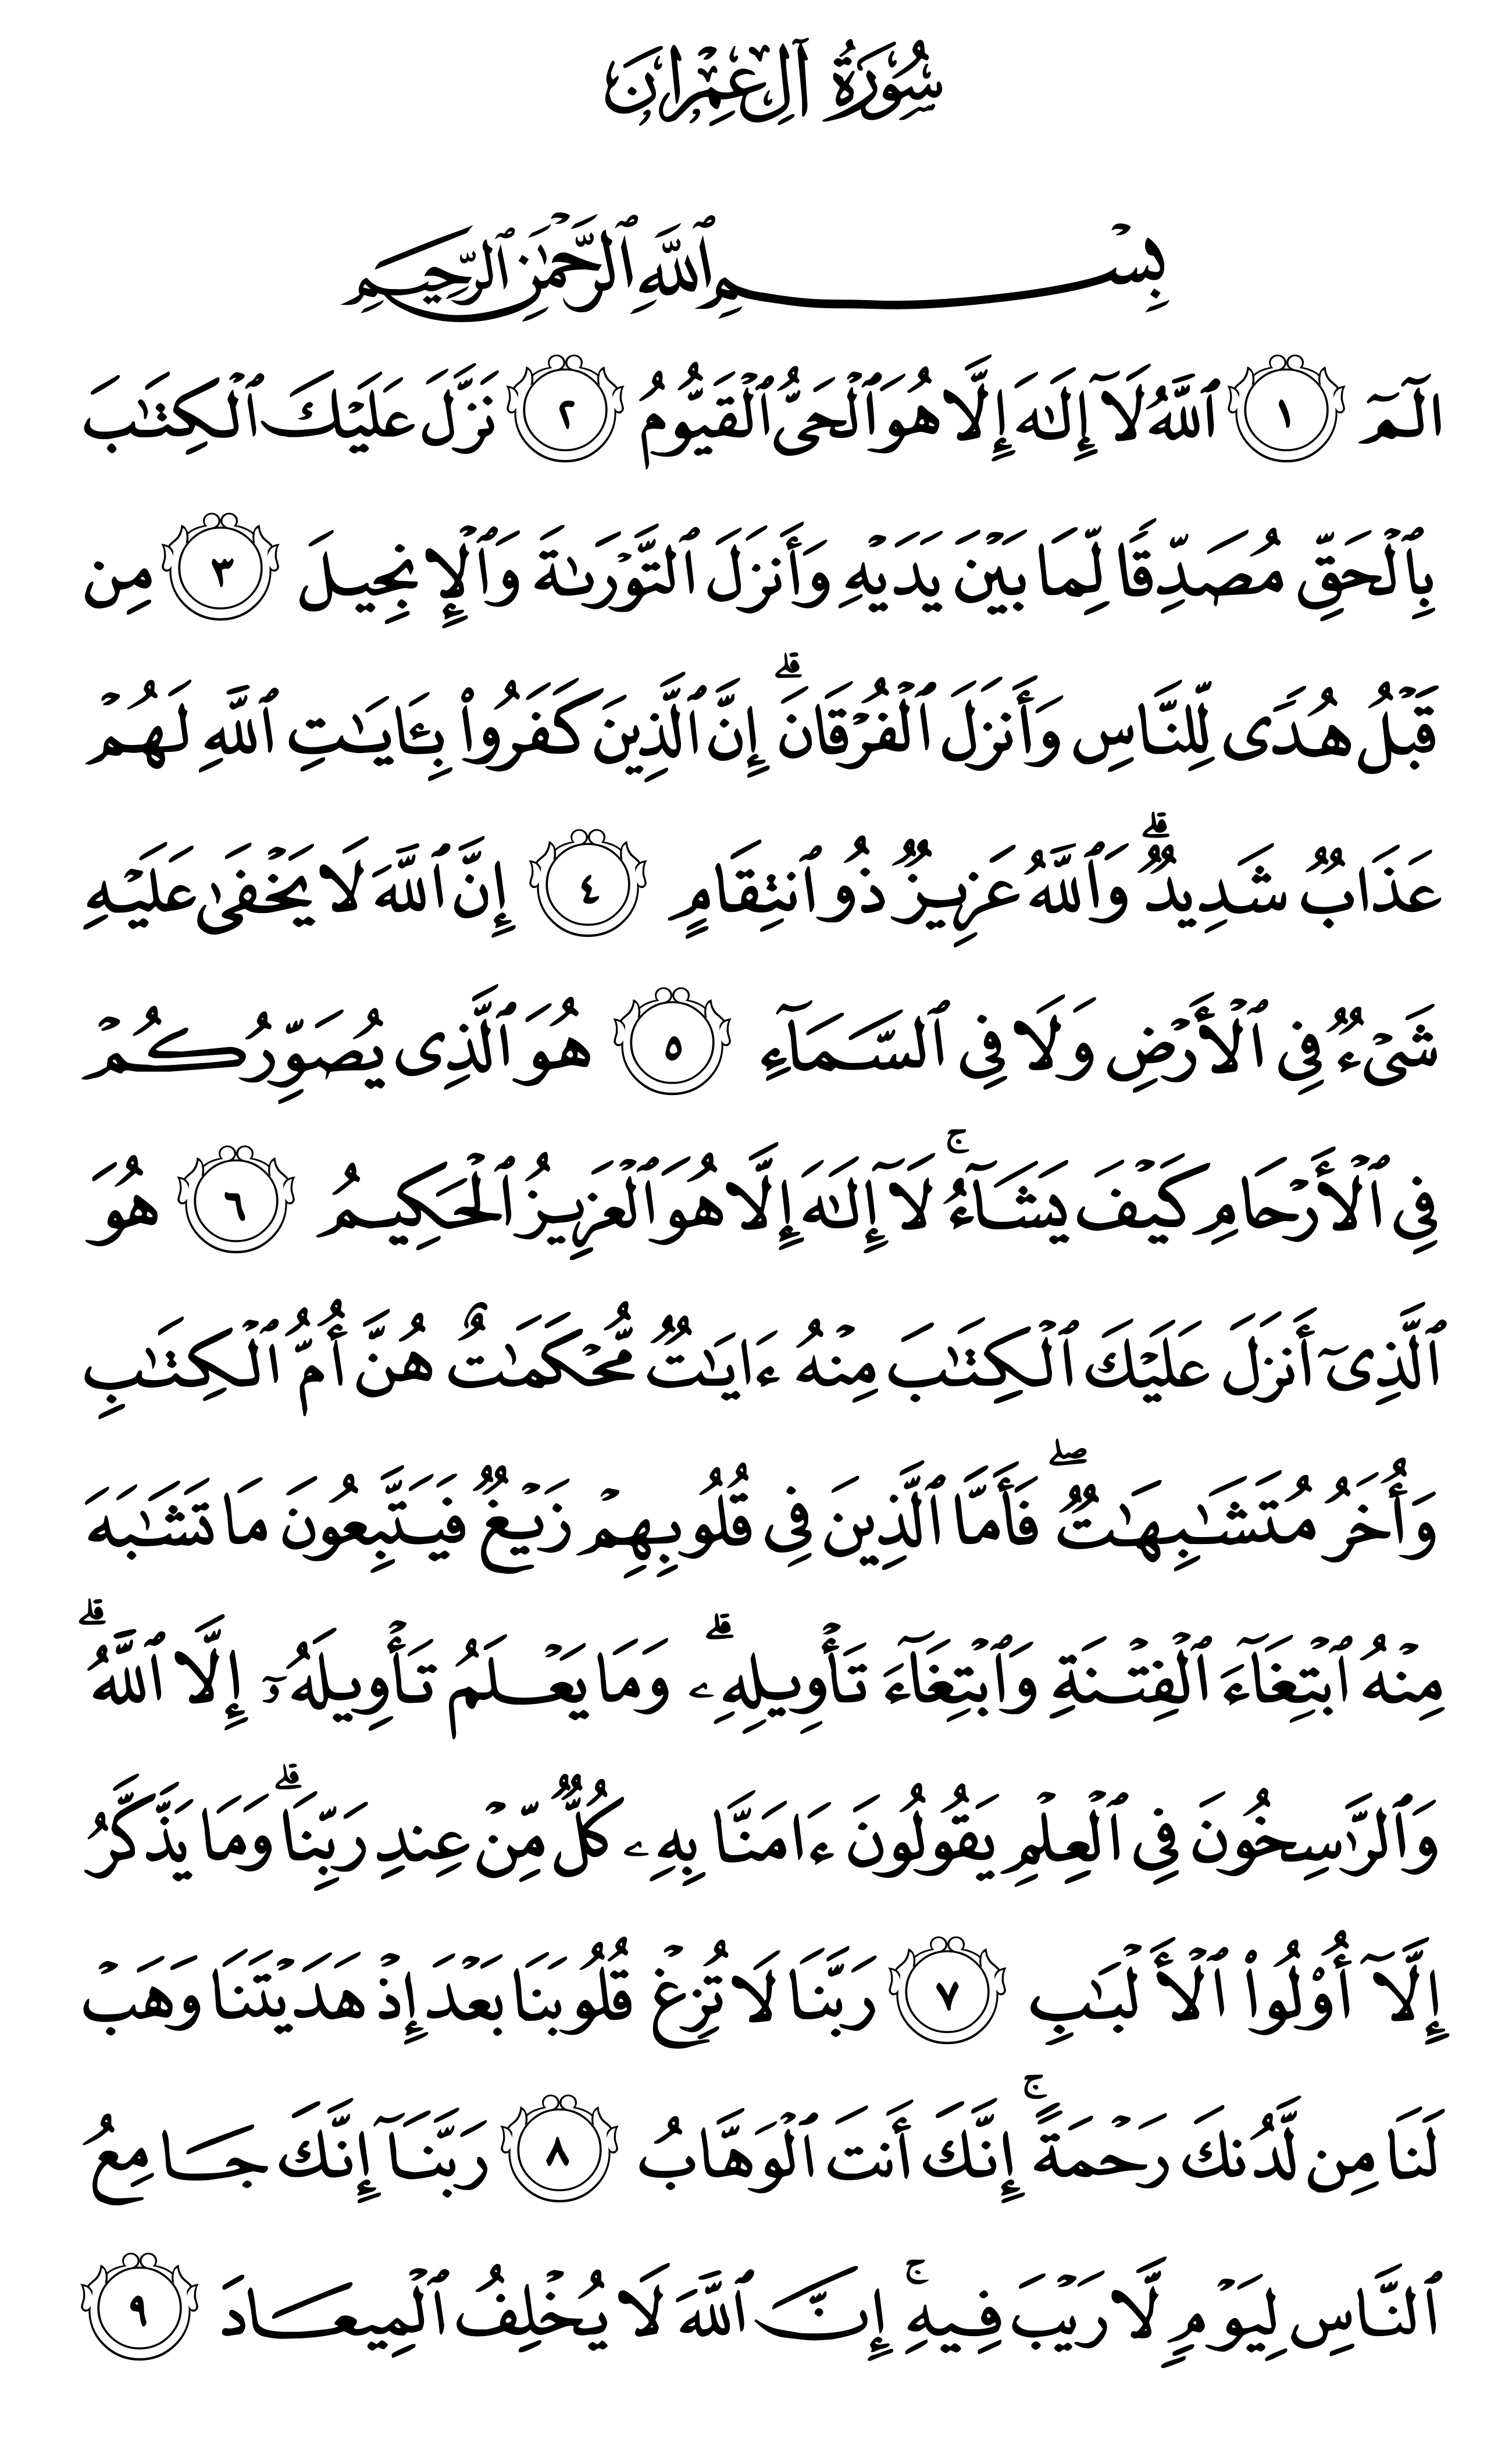 سُورَةُ آلِ عِمۡرَانَ
بِسۡمِ ٱللَّهِ ٱلرَّحۡمَٰنِ ٱلرَّحِيمِ
الٓمٓ ١ ٱللَّهُ لَآ إِلَٰهَ إِلَّا هُوَ ٱلۡحَيُّ ٱلۡقَيُّومُ ٢ نَزَّلَ عَلَيۡكَ ٱلۡكِتَٰبَ
بِٱلۡحَقِّ مُصَدِّقٗا لِّمَا بَيۡنَ يَدَيۡهِ وَأَنزَلَ ٱلتَّوۡرَىٰةَ وَٱلۡإِنجِيلَ ٣ مِن
قَبۡلُ هُدٗى لِّلنَّاسِ وَأَنزَلَ ٱلۡفُرۡقَانَۗ إِنَّ ٱلَّذِينَ كَفَرُواْ بِـَٔايَٰتِ ٱللَّهِ لَهُمۡ
عَذَابٞ شَدِيدٞۗ وَٱللَّهُ عَزِيزٞ ذُو ٱنتِقَامٍ ٤ إِنَّ ٱللَّهَ لَا يَخۡفَىٰ عَلَيۡهِ
شَيۡءٞ فِي ٱلۡأَرۡضِ وَلَا فِي ٱلسَّمَآءِ ٥ هُوَ ٱلَّذِي يُصَوِّرُكُمۡ
فِي ٱلۡأَرۡحَامِ كَيۡفَ يَشَآءُۚ لَآ إِلَٰهَ إِلَّا هُوَ ٱلۡعَزِيزُ ٱلۡحَكِيمُ ٦ هُوَ
ٱلَّذِيٓ أَنزَلَ عَلَيۡكَ ٱلۡكِتَٰبَ مِنۡهُ ءَايَٰتٞ مُّحۡكَمَٰتٌ هُنَّ أُمُّ ٱلۡكِتَٰبِ
وَأُخَرُ مُتَشَٰبِهَٰتٞۖ فَأَمَّا ٱلَّذِينَ فِي قُلُوبِهِمۡ زَيۡغٞ فَيَتَّبِعُونَ مَا تَشَٰبَهَ
مِنۡهُ ٱبۡتِغَآءَ ٱلۡفِتۡنَةِ وَٱبۡتِغَآءَ تَأۡوِيلِهِۦۗ وَمَا يَعۡلَمُ تَأۡوِيلَهُۥٓ إِلَّا ٱللَّهُۗ
وَٱلرَّٰسِخُونَ فِي ٱلۡعِلۡمِ يَقُولُونَ ءَامَنَّا بِهِۦ كُلّٞ مِّنۡ عِندِ رَبِّنَاۗ وَمَا يَذَّكَّرُ
إِلَّآ أُوْلُواْ ٱلۡأَلۡبَٰبِ ٧ رَبَّنَا لَا تُزِغۡ قُلُوبَنَا بَعۡدَ إِذۡ هَدَيۡتَنَا وَهَبۡ
لَنَا مِن لَّدُنكَ رَحۡمَةًۚ إِنَّكَ أَنتَ ٱلۡوَهَّابُ ٨ رَبَّنَآ إِنَّكَ جَامِعُ
ٱلنَّاسِ لِيَوۡمٖ لَّا رَيۡبَ فِيهِۚ إِنَّ ٱللَّهَ لَا يُخۡلِفُ ٱلۡمِيعَادَ ٩